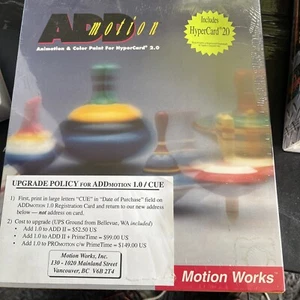 ADDmotion
Animation & Color Paint For HyperCard® 2.0
Includes
HyperCard™ 2.0
UPGRADE POLICY FOR ADDMOTION 1.0 / CUE
1) First, print in large letters "CUE" in "Date of Purchase" field on
ADDMOTION 1.0 Registration Card and return to our new address
below — not address on card.
2) Cost to upgrade (UPS Ground from Bellevue, WA included)
• Add 1.0 to ADD II = $52.50 US
• Add 1.0 to ADD II + PrimeTime = $99.00 US
• Add 1.0 to PROMOTION c/w PrimeTime = $149.00 US
Motion Works, Inc.
130 - 1020 Mainland Street
Vancouver, BC V6B 2T4
Motion Works™